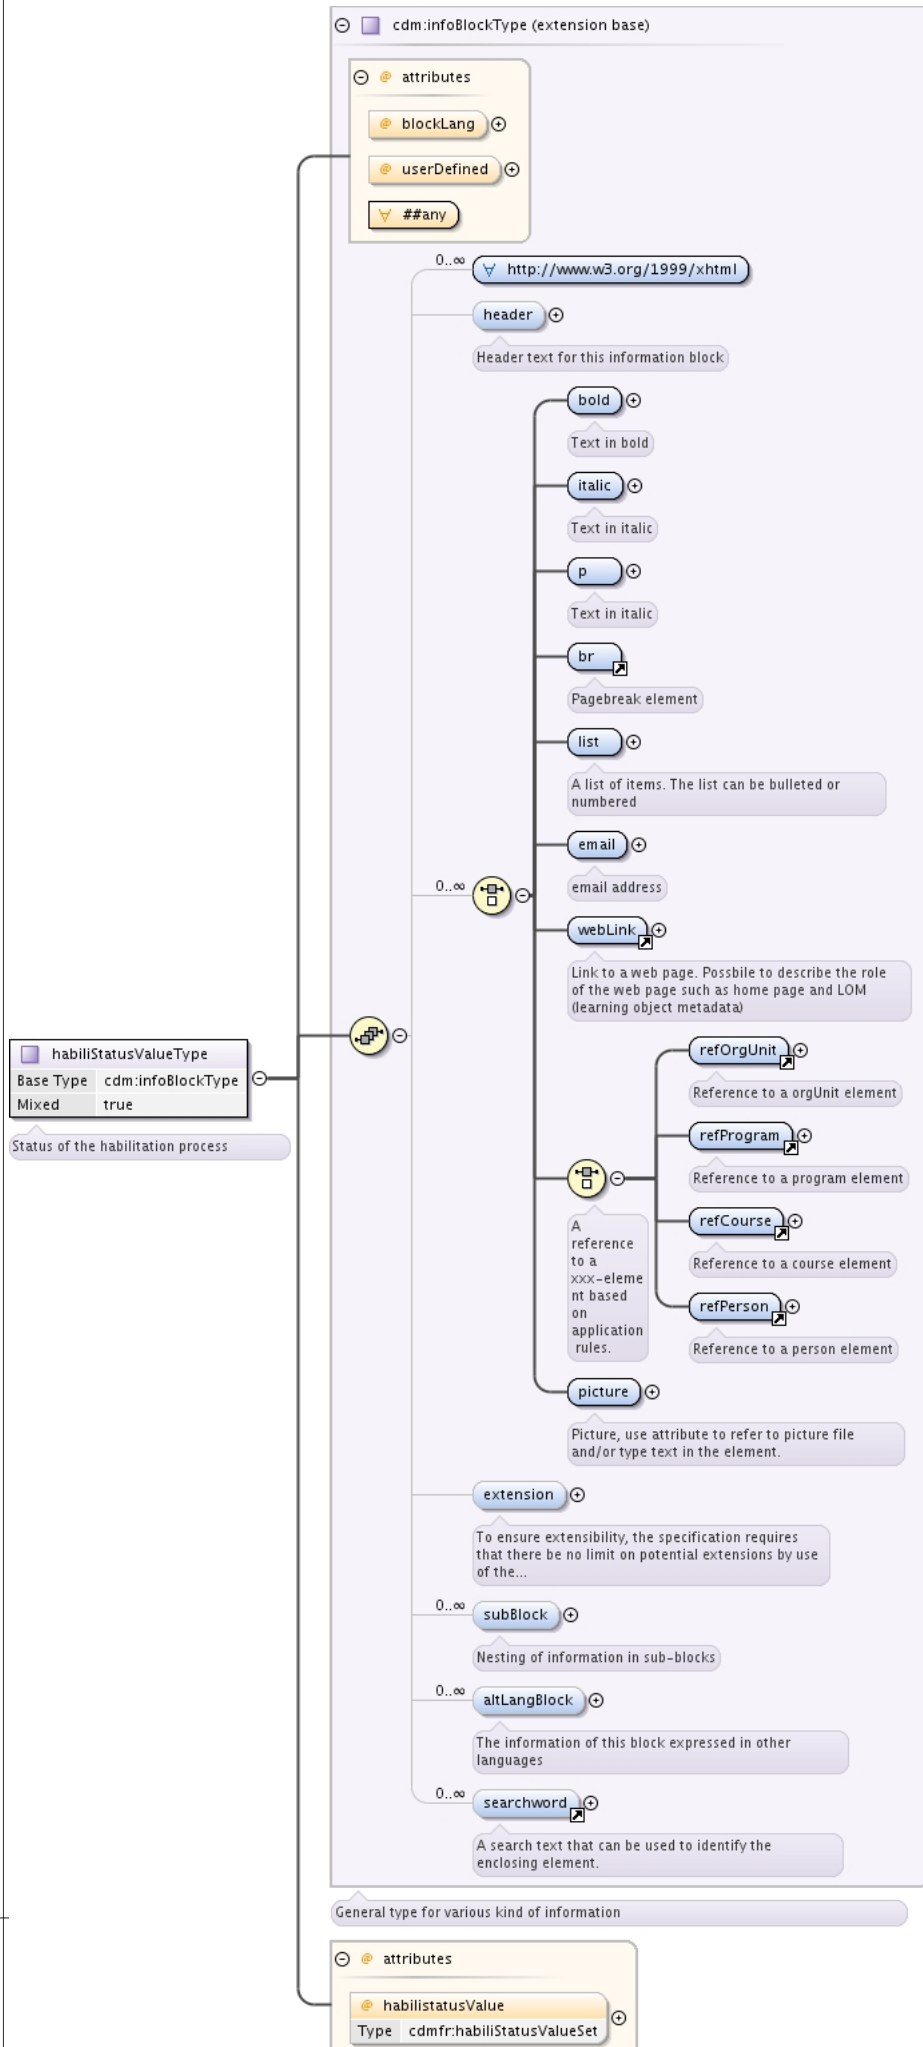 cdm:infoBlockType (extension base)
@ attributes
@ blockLang
@ userDefined
∀ ##any
0..∞
∀ http://www.w3.org/1999/xhtml
header
Header text for this information block
bold
Text in bold
italic
Text in italic
p
Text in italic
br
Pagebreak element
list
A list of items. The list can be bulleted or
numbered
email
0..∞
email address
webLink
Link to a web page. Possbile to describe the role
of the web page such as home page and LOM
(learning object metadata)
habiliStatusValueType
Base Type cdm:infoBlockType
Mixed true
Status of the habilitation process
refOrgUnit
Reference to a orgUnit element
refProgram
Reference to a program element
A
reference
to a
xxx-eleme
nt based
on
application
rules.
refCourse
Reference to a course element
refPerson
Reference to a person element
picture
Picture, use attribute to refer to picture file
and/or type text in the element.
extension
To ensure extensibility, the specification requires
that there be no limit on potential extensions by use
of the...
0..∞
subBlock
Nesting of information in sub-blocks
0..∞
altLangBlock
The information of this block expressed in other
languages
0..∞
searchword
A search text that can be used to identify the
enclosing element.
General type for various kind of information
@ attributes
@ habilistatusValue
Type cdmfr:habiliStatusValueSet